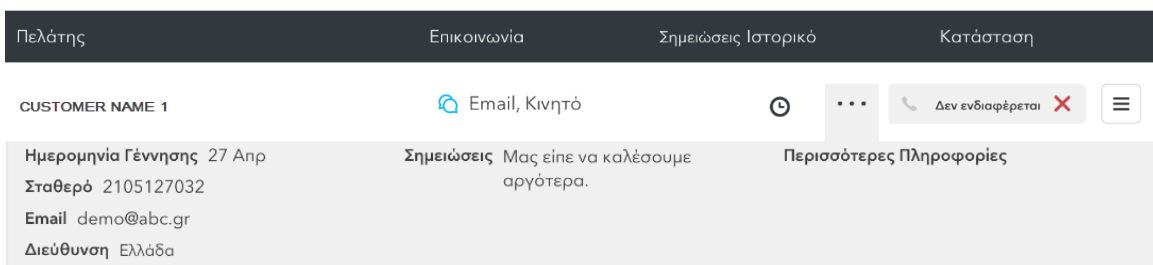 Πελάτης Επικοινωνία Σημειώσεις Ιστορικό Κατάσταση
CUSTOMER NAME 1 Email, Κινητό Δεν ενδιαφέρεται
Ημερομηνία Γέννησης 27 Απρ Σημειώσεις Μας είπε να καλέσουμε Περισσότερες Πληροφορίες
Σταθερό 2105127032 αργότερα.
Email demo@abc.gr
Διεύθυνση Ελλάδα